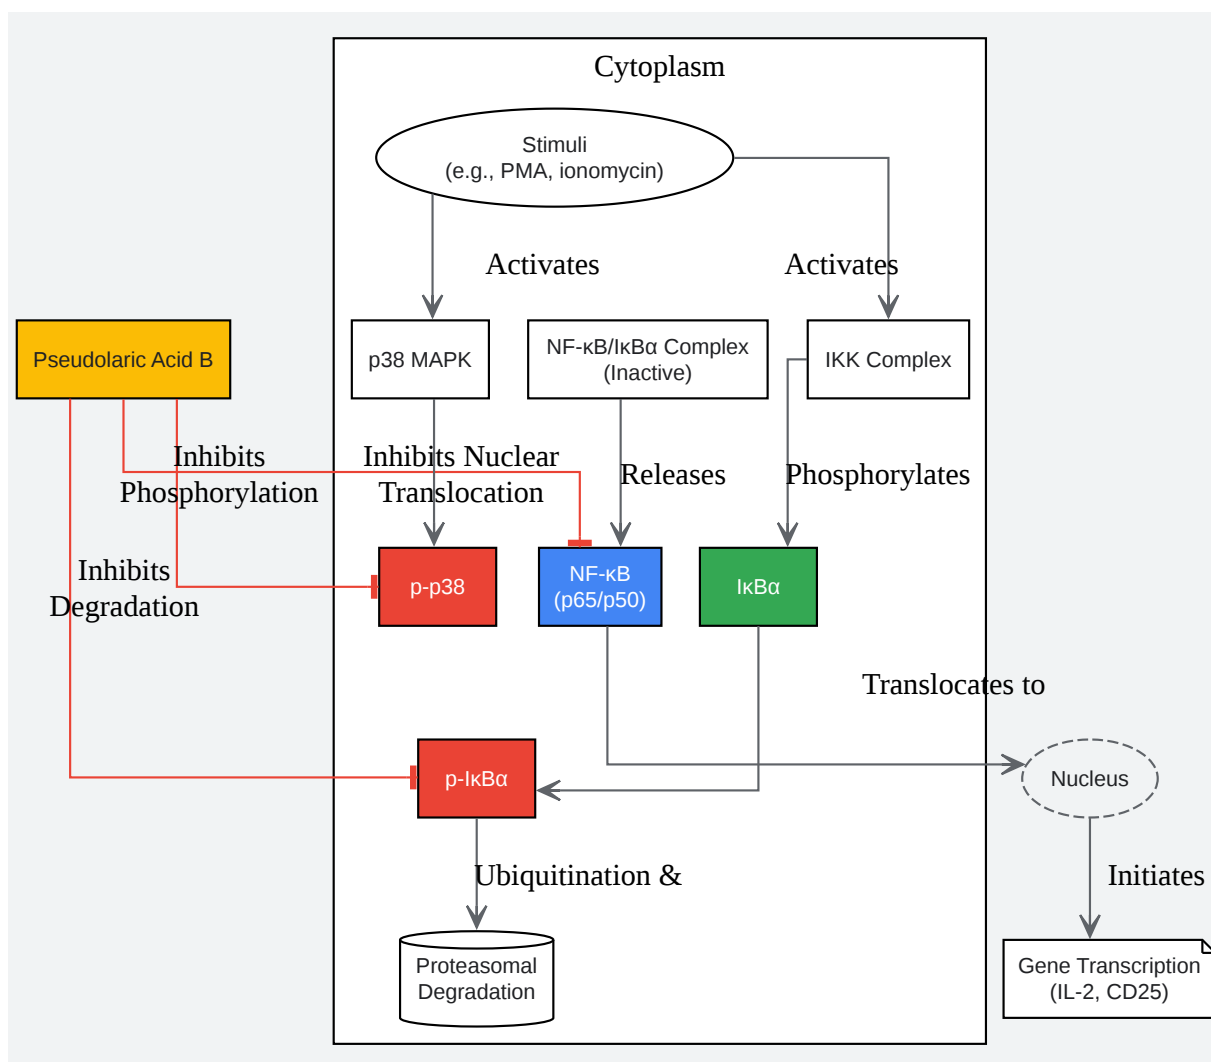 Cytoplasm
Stimuli
(e.g., PMA, ionomycin)
Activates
Activates
Pseudolaric Acid B
p38 MAPK
NF-κB/IκBα Complex
(Inactive)
IKK Complex
Inhibits
Phosphorylation
Inhibits Nuclear
Translocation
Releases
Phosphorylates
Inhibits
Degradation
p-p38
NF-κB
(p65/p50)
IκBα
Translocates to
p-IκBα
Nucleus
Ubiquitination &
Initiates
Proteasomal
Degradation
Gene Transcription
(IL-2, CD25)